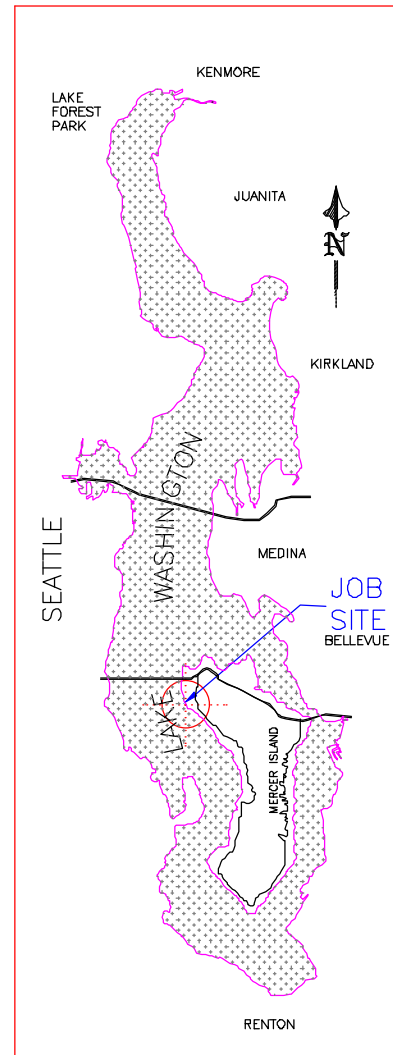 KENMORE
LAKE
FOREST
PARK
JUANITA
N
KIRKLAND
WASHINGTON
SEATTLE
MEDINA
JOB
SITE
BELLEVUE
LAKE
MERCER ISLAND
RENTON